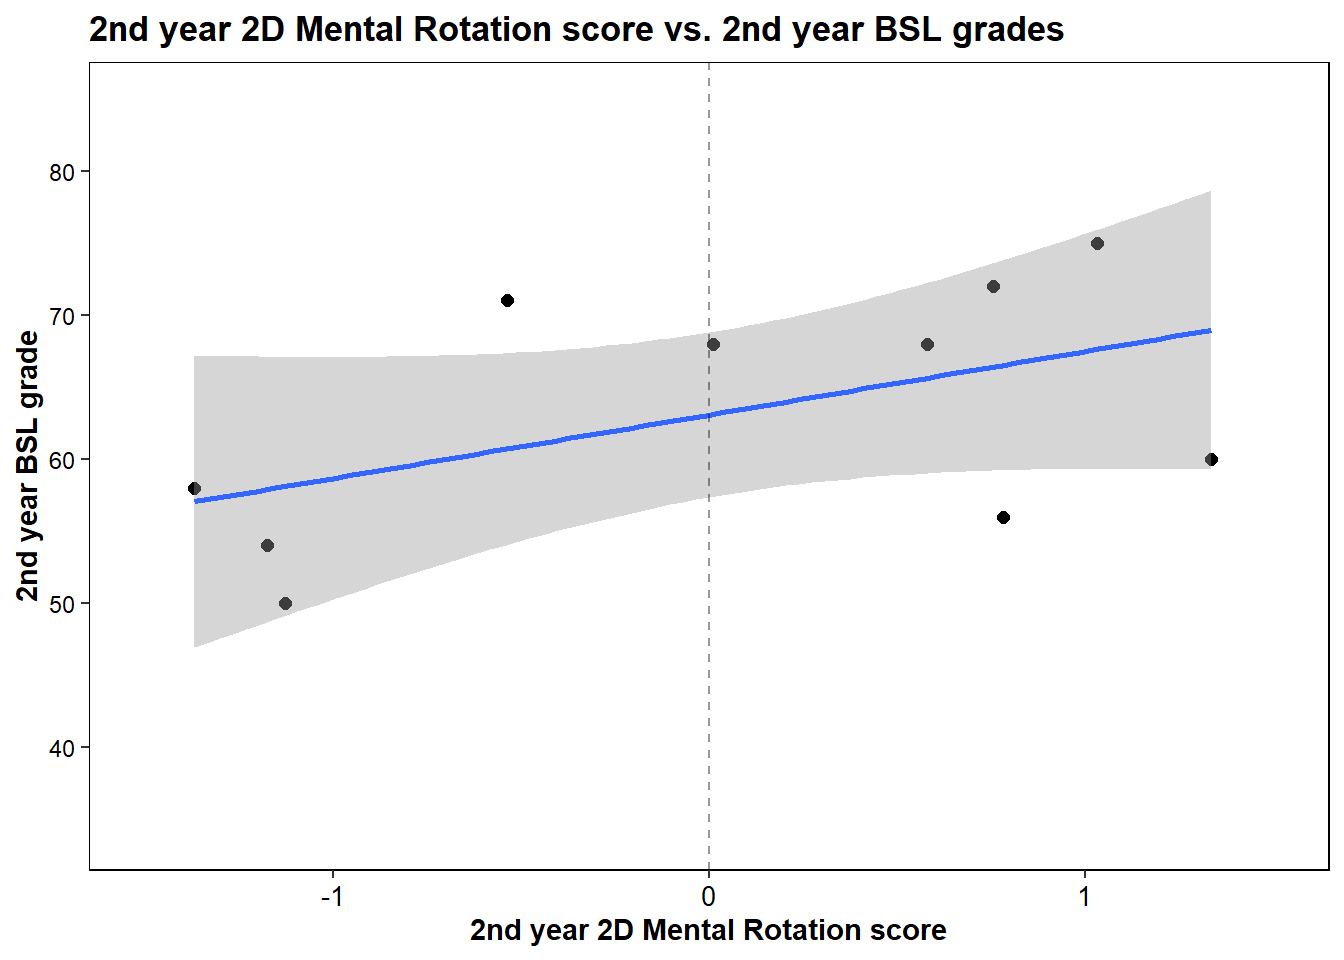 2nd year 2D Mental Rotation score vs. 2nd year BSL grades
2nd year BSL grade
80
70
60
50
40
-1
0
1
2nd year 2D Mental Rotation score